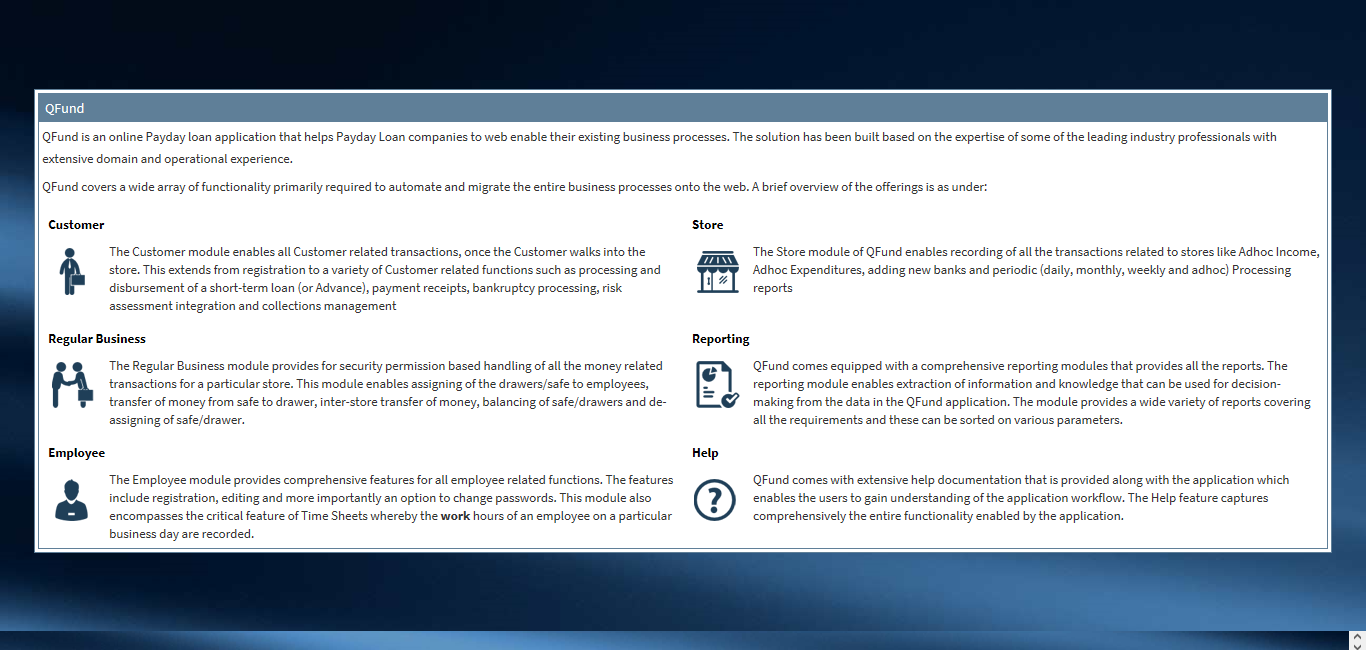 QFund
QFund is an online Payday loan application that helps Payday Loan companies to web enable their existing business processes. The solution has been built based on the expertise of some of the leading industry professionals with
extensive domain and operational experience.
QFund covers a wide array of functionality primarily required to automate and migrate the entire business processes onto the web. A brief overview of the offerings is as under:
Customer
The Customer module enables all Customer related transactions, once the Customer walks into the
store. This extends from registration to a variety of Customer related functions such as processing and
disbursement of a short-term loan (or Advance), payment receipts, bankruptcy processing, risk
assessment integration and collections management
Store
The Store module of QFund enables recording of all the transactions related to stores like Adhoc Income,
Adhoc Expenditures, adding new banks and periodic (daily, monthly, weekly and adhoc) Processing
reports
Regular Business
The Regular Business module provides for security permission based handling of all the money related
transactions for a particular store. This module enables assigning of the drawers/safe to employees,
transfer of money from safe to drawer, inter-store transfer of money, balancing of safe/drawers and de-
assigning of safe/drawer.
Reporting
QFund comes equipped with a comprehensive reporting modules that provides all the reports. The
reporting module enables extraction of information and knowledge that can be used for decision-
making from the data in the QFund application. The module provides a wide variety of reports covering
all the requirements and these can be sorted on various parameters.
Employee
The Employee module provides comprehensive features for all employee related functions. The features
include registration, editing and more importantly an option to change passwords. This module also
encompasses the critical feature of Time Sheets whereby the work hours of an employee on a particular
business day are recorded.
Help
QFund comes with extensive help documentation that is provided along with the application which
enables the users to gain understanding of the application workflow. The Help feature captures
comprehensively the entire functionality enabled by the application.